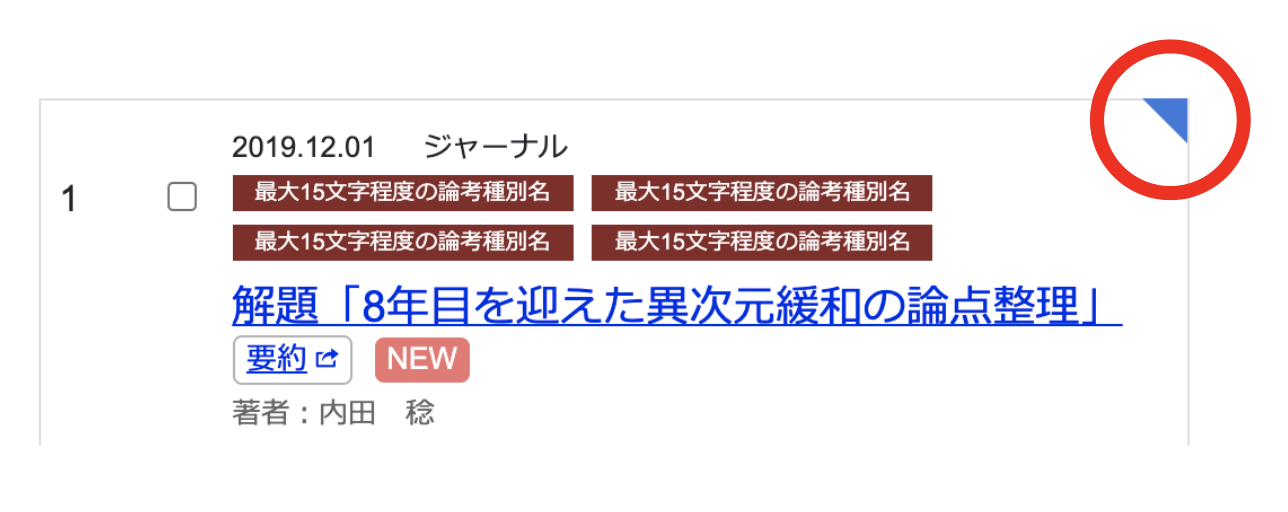 2019.12.01 ジャーナル
1
最大15文字程度の論考種別名 最大15文字程度の論考種別名
最大15文字程度の論考種別名 最大15文字程度の論考種別名
解題「8年目を迎えた異次元緩和の論点整理」
要約 NEW
著者：内田　稔